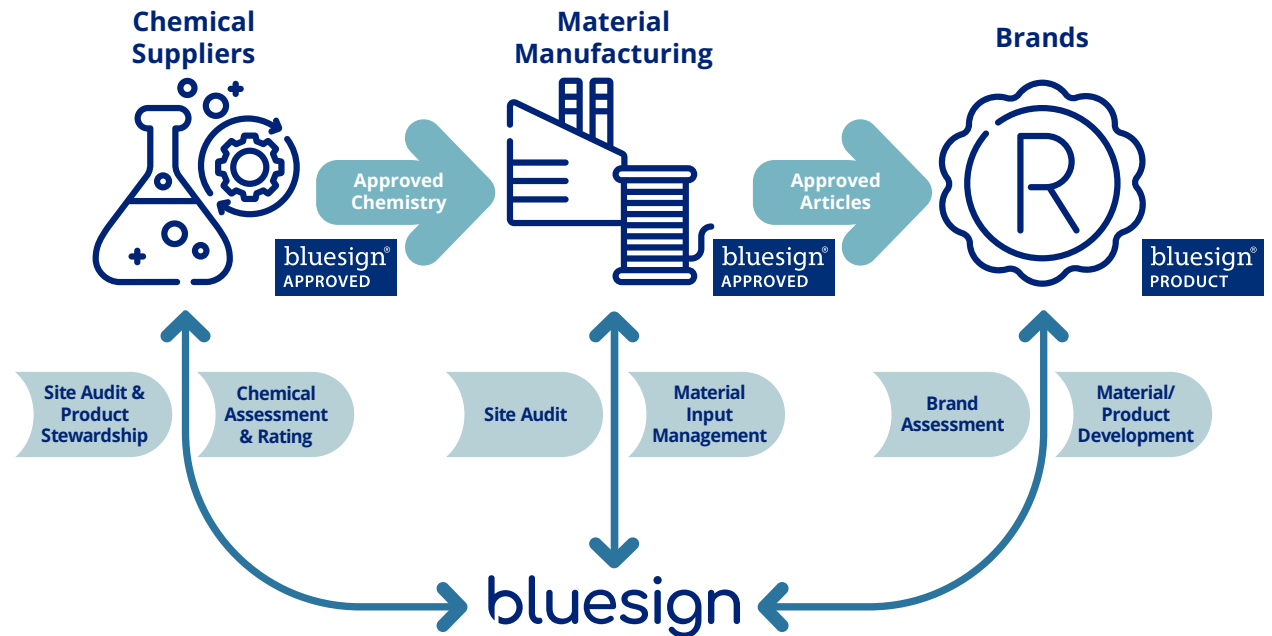 Chemical
Suppliers
Material
Manufacturing
Brands
Approved
Chemistry
Approved
Articles
bluesign®
APPROVED
bluesign®
APPROVED
R
bluesign®
PRODUCT
Site Audit &
Product
Stewardship
Chemical
Assessment
& Rating
Site Audit
Material
Input
Management
Brand
Assessment
Material/
Product
Development
bluesign